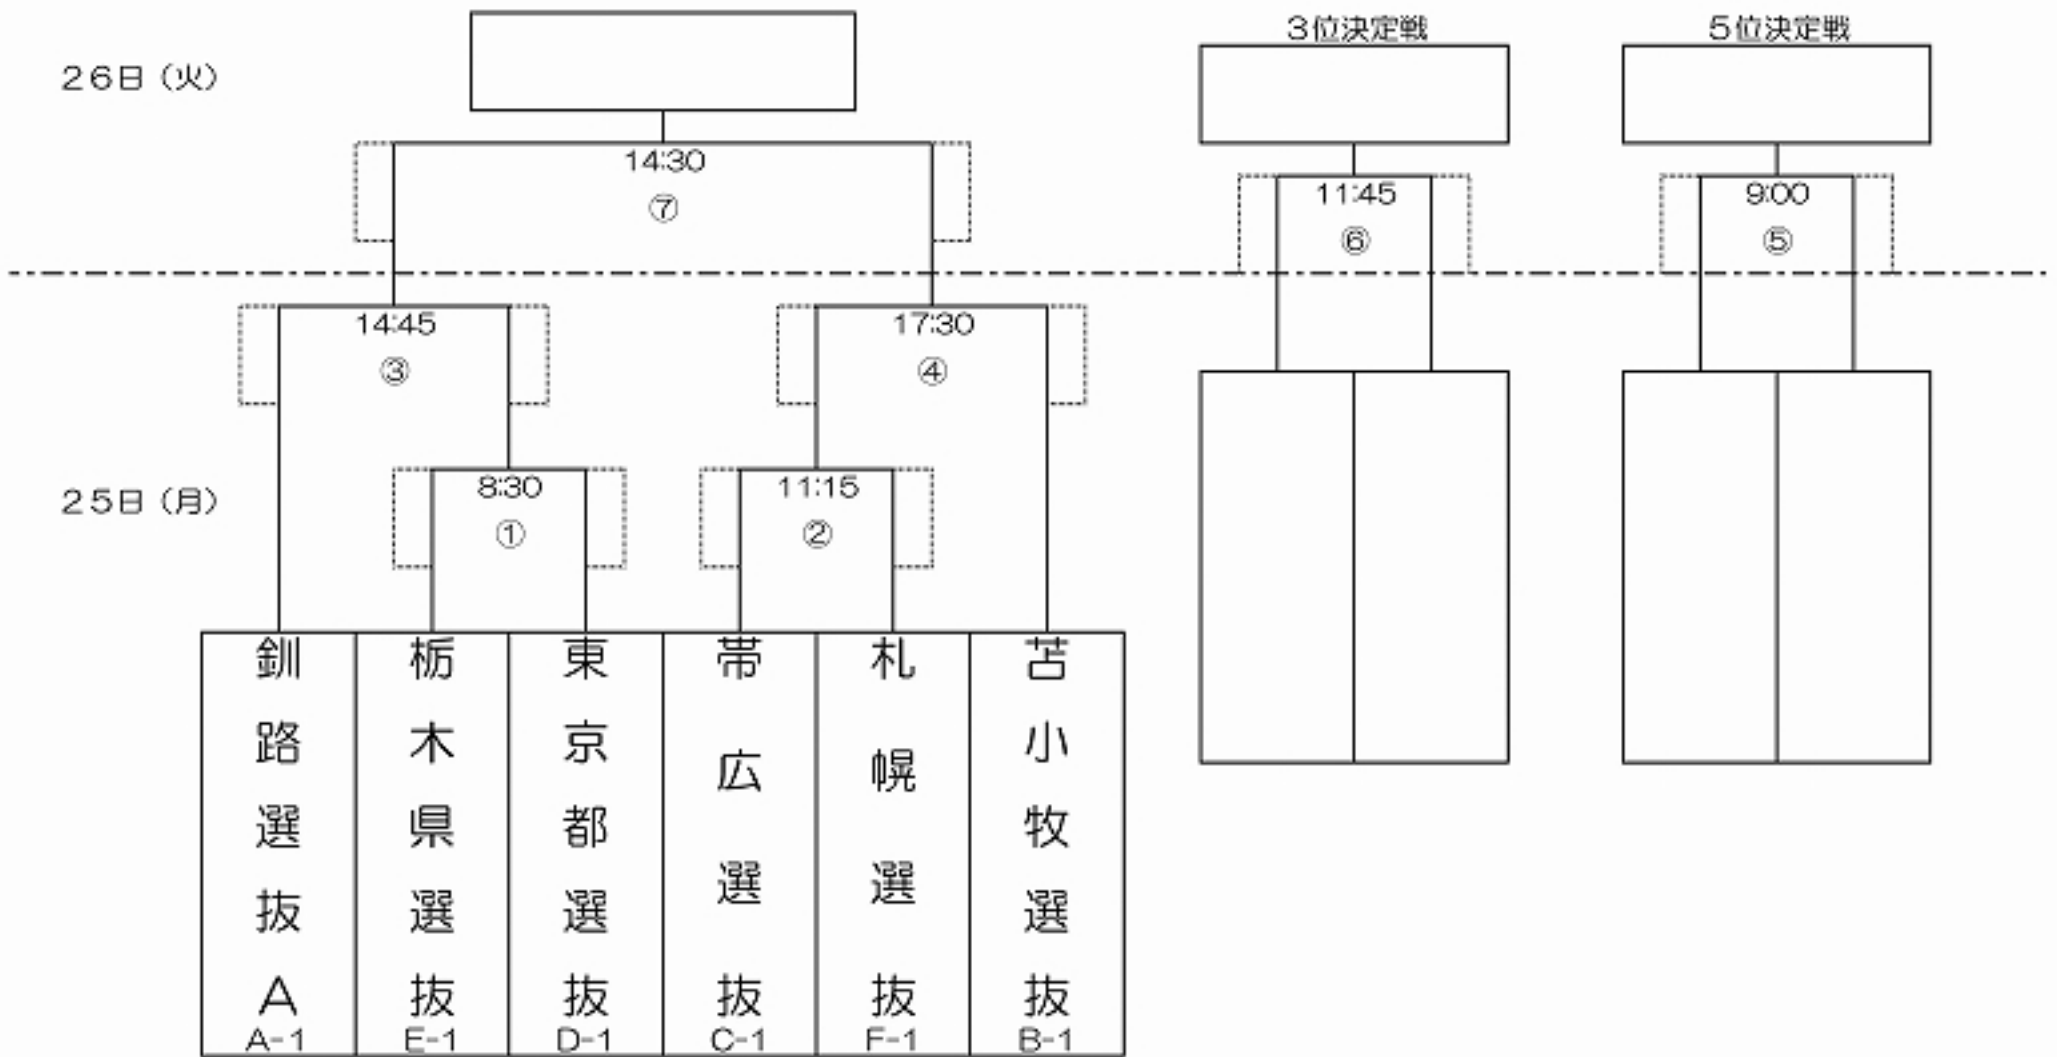 3位決定戦
5位決定戦
26日（火）
14:30
⑦
11:45
⑥
9:00
⑤
14:45
③
17:30
④
25日（月）
8:30
①
11:15
②
釧路選抜A
A-1
栃木県選抜
E-1
東京都選抜
D-1
帯広選抜
C-1
札幌選抜
F-1
苫小牧選抜
B-1